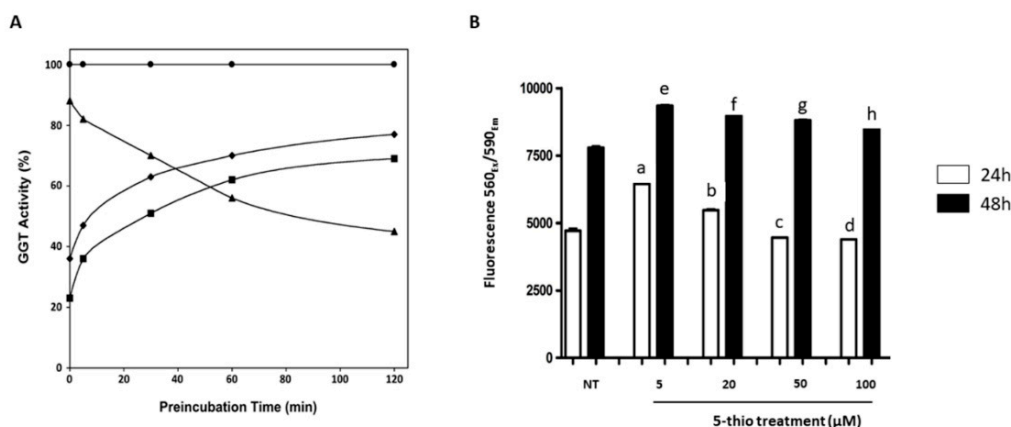 A
GGT Activity (%)
100
80
60
40
20
0
0 20 40 60 80 100 120
Preincubation Time (min)
B
Fluorescence 560Ex/590Em
10000
7500
5000
2500
0
a
b
c
d
e
f
g
h
NT 5 20 50 100
5-thio treatment (µM)
24h
48h